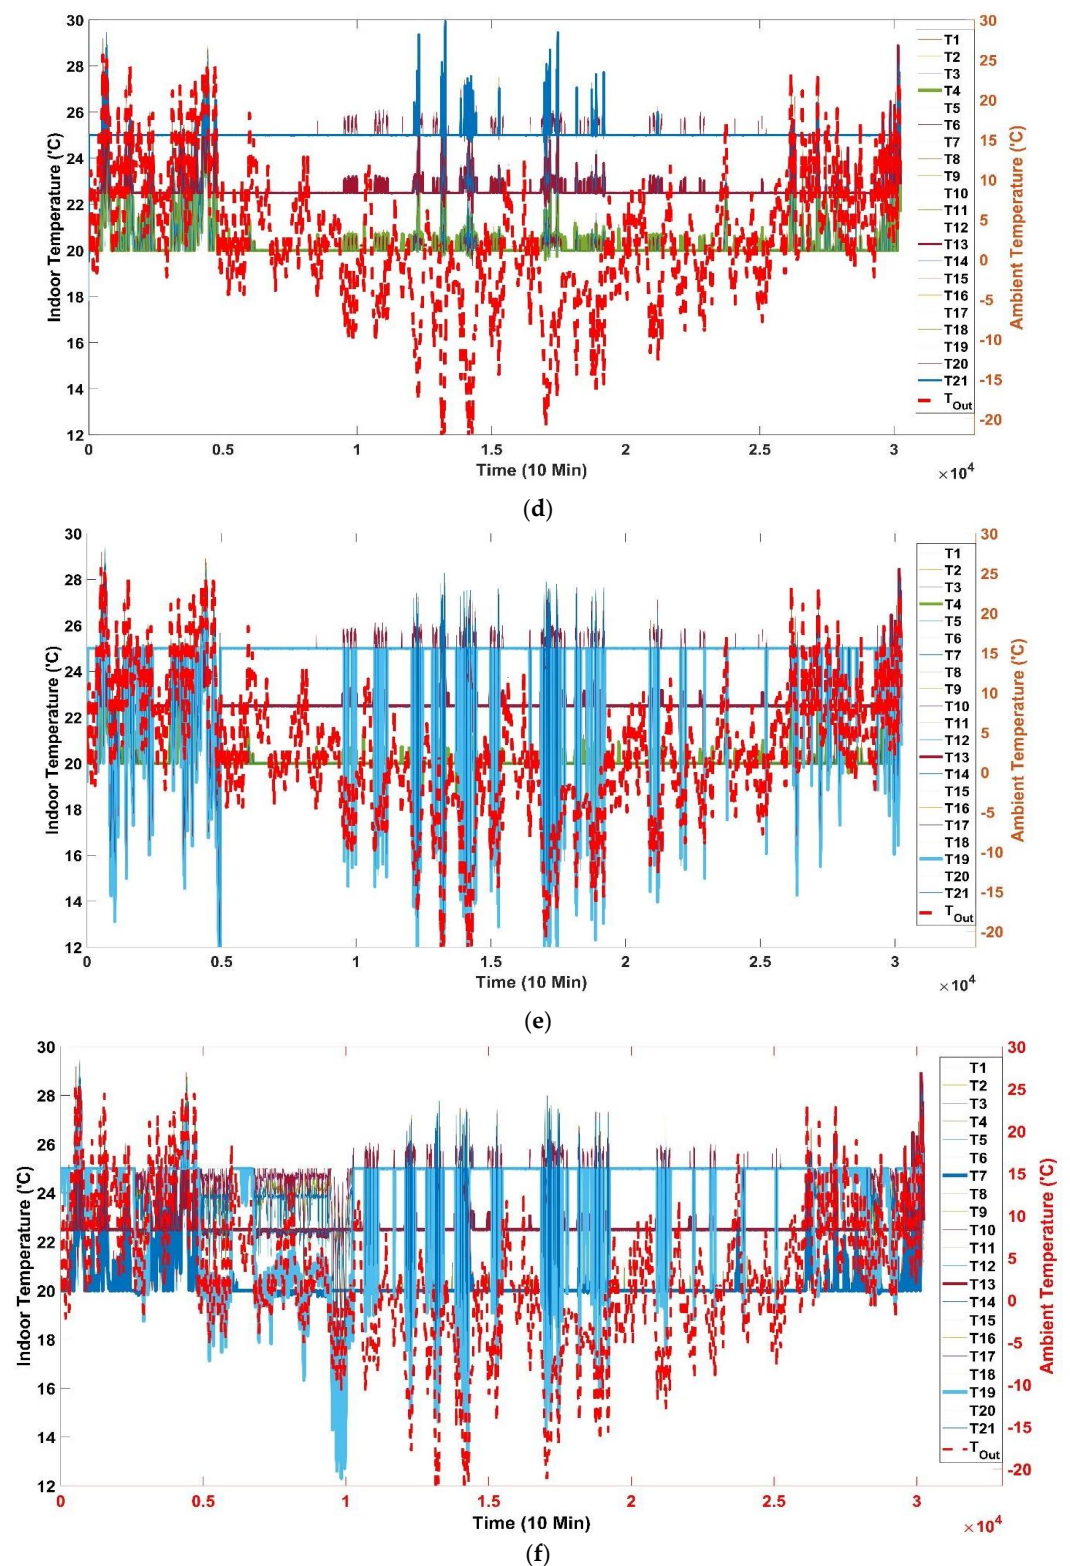 30
28
26
24
22
20
18
16
14
12
Indoor Temperature (°C)
0
0.5
1
1.5
2
2.5
3
Time (10 Min)
×10⁴
30
25
20
15
10
5
0
-5
-10
-15
-20
Ambient Temperature (°C)
T1
T2
T3
T4
T5
T6
T7
T8
T9
T10
T11
T12
T13
T14
T15
T16
T17
T18
T19
T20
T21
T_Out
(d)
30
28
26
24
22
20
18
16
14
12
Indoor Temperature (°C)
0
0.5
1
1.5
2
2.5
3
Time (10 Min)
×10⁴
30
25
20
15
10
5
0
-5
-10
-15
-20
Ambient Temperature (°C)
T1
T2
T3
T4
T5
T6
T7
T8
T9
T10
T11
T12
T13
T14
T15
T16
T17
T18
T19
T20
T21
T_Out
(e)
30
28
26
24
22
20
18
16
14
12
Indoor Temperature (°C)
0
0.5
1
1.5
2
2.5
3
Time (10 Min)
×10⁴
30
25
20
15
10
5
0
-5
-10
-15
-20
Ambient Temperature (°C)
T1
T2
T3
T4
T5
T6
T7
T8
T9
T10
T11
T12
T13
T14
T15
T16
T17
T18
T19
T20
T21
T_Out
(f)